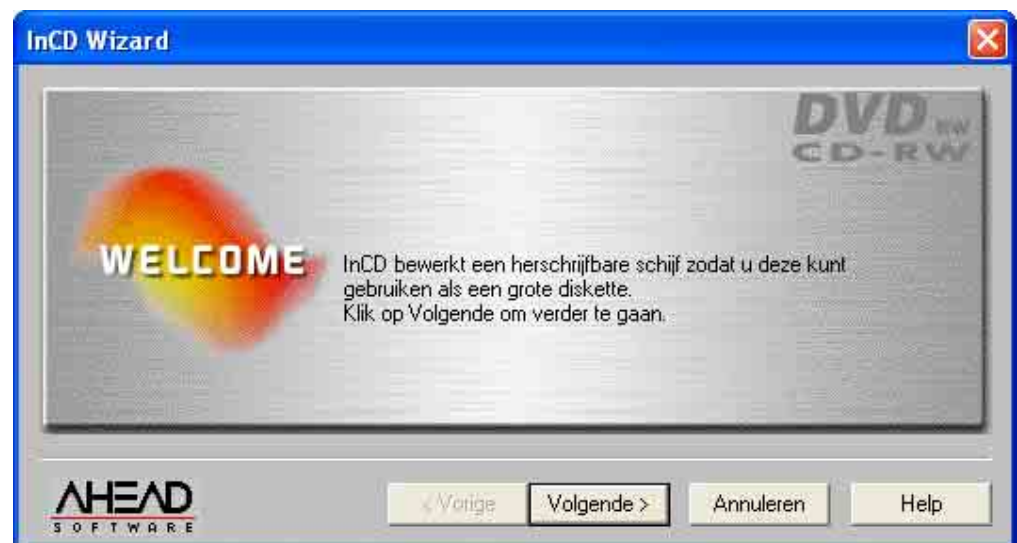 InCD Wizard
DVD RW
CD-RW
WELCOME
InCD bewerkt een herschrijfbare schijf zodat u deze kunt
gebruiken als een grote diskette.
Klik op Volgende om verder te gaan.
AHEAD
SOFTWARE
< Vorige
Volgende >
Annuleren
Help